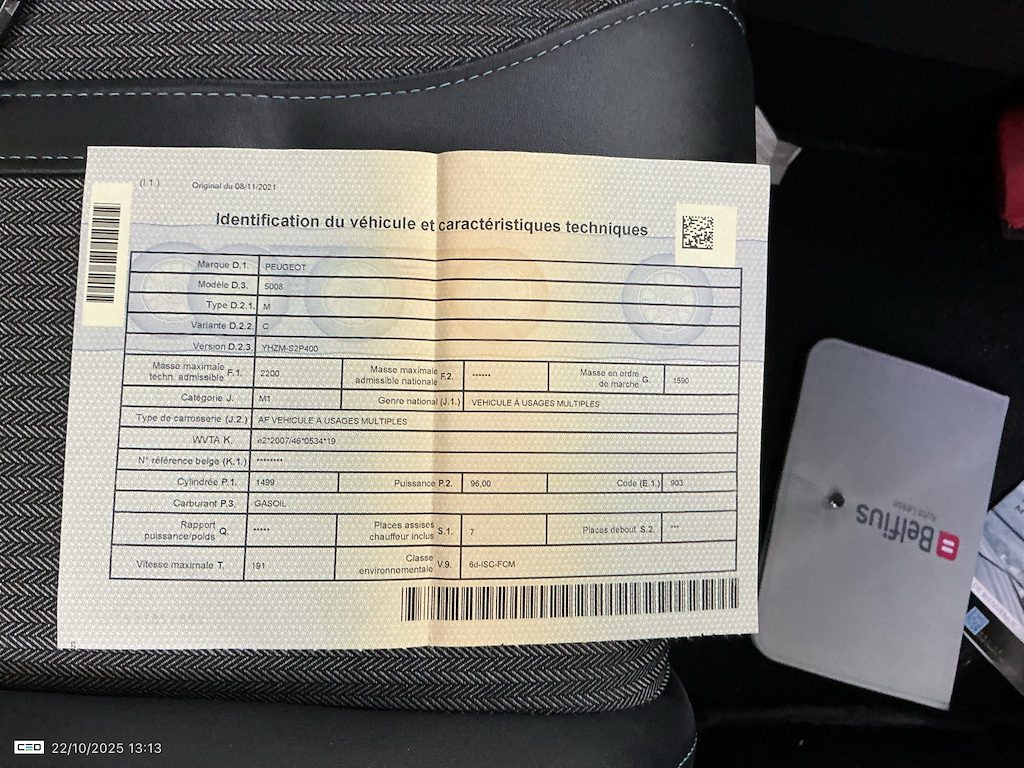 (I.1.) Original du 08/11/2021
Identification du véhicule et caractéristiques techniques
Marque D.1. PEUGEOT
Modèle D.3. 5008
Type D.2.1. M
Variante D.2.2. C
Version D.2.3. YHZM-S2P400
Masse maximale techn. admissible F.1. 2200 Masse maximale admissible nationale F.2. ****** Masse en ordre de marche G. 1590
Catégorie J. M1 Genre national (J.1.) VEHICULE A USAGES MULTIPLES
Type de carrosserie (J.2.) AF VEHICULE A USAGES MULTIPLES
WVTA K. e2*2007/46*0534*19
N° référence belge (K.1.) ********
Cylindrée P.1. 1499 Puissance P.2. 96,00 Code (E.1.) 903
Carburant P.3. GASOIL
Rapport puissance/poids Q. ***** Places assises chauffeur inclus S.1. 7 Places debout S.2. ***
Vitesse maximale T. 191 Classe environnementale V.9. 6d-ISC-FCM
Belfius
Auto Lease
CEO 22/10/2025 13:13